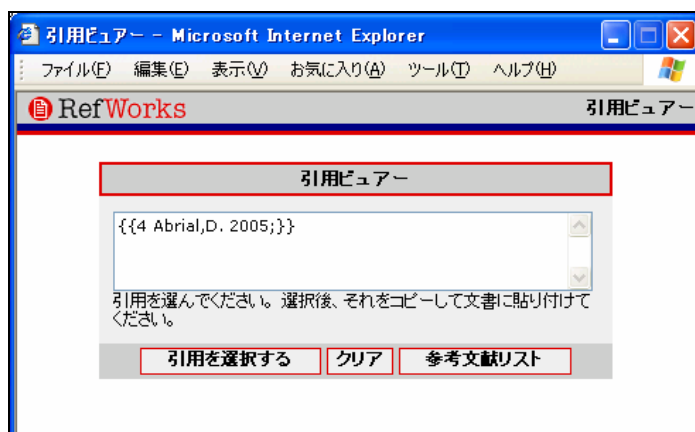 引用ビュアー - Microsoft Internet Explorer
ファイル(F) 編集(E) 表示(V) お気に入り(A) ツール(T) ヘルプ(H)
RefWorks 引用ビュアー
引用ビュアー
{{4 Abrial,D. 2005;}}
引用を選んでください。選択後、それをコピーして文書に貼り付けて
ください。
引用を選択する クリア 参考文献リスト